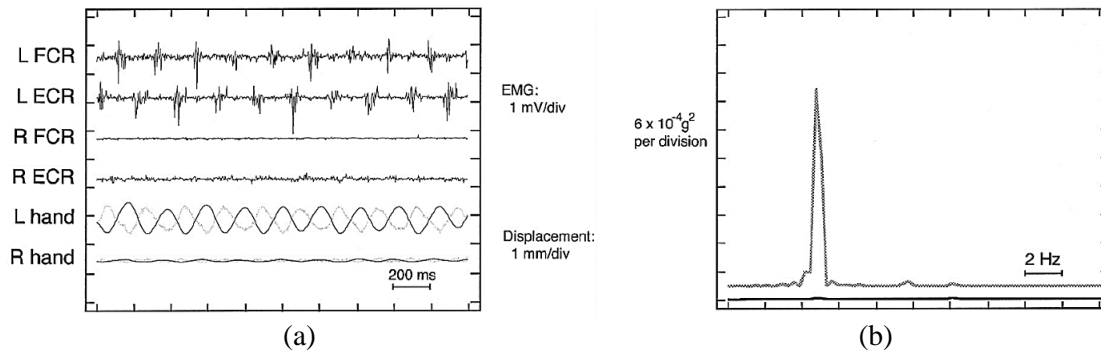 L FCR
L ECR
R FCR
R ECR
L hand
R hand
EMG:
1 mV/div
Displacement:
1 mm/div
200 ms
(a)
6 x 10⁻⁴g²
per division
2 Hz
(b)